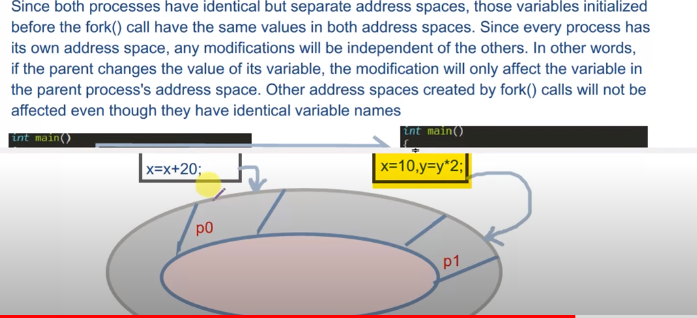 Since both processes have identical but separate address spaces, those variables initialized
before the fork() call have the same values in both address spaces. Since every process has
its own address space, any modifications will be independent of the others. In other words,
if the parent changes the value of its variable, the modification will only affect the variable in
the parent process's address space. Other address spaces created by fork() calls will not be
affected even though they have identical variable names
int main()
int main()
{
x=x+20;
x=10,y=y*2;
p0
p1